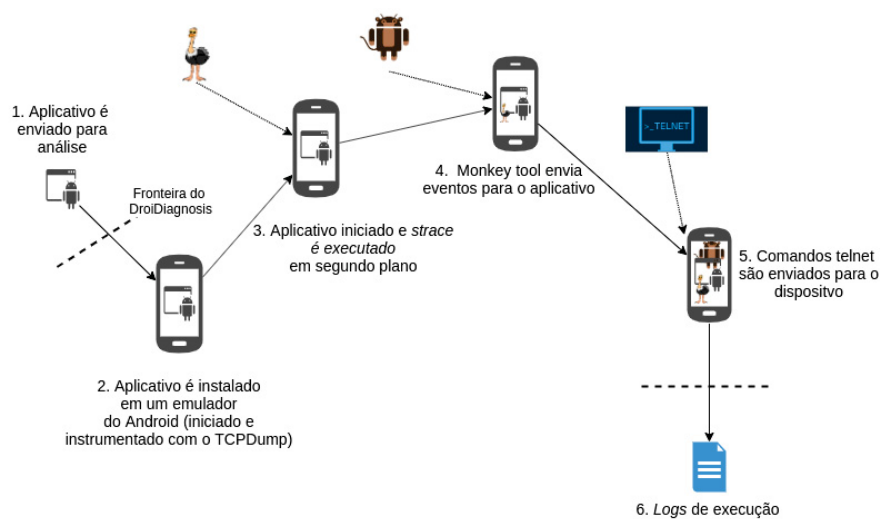 1. Aplicativo é
enviado para
análise
Fronteira do
DroiDiagnosis
2. Aplicativo é instalado
em um emulador
do Android (iniciado e
instrumentado com o TCPDump)
3. Aplicativo iniciado e strace
é executado
em segundo plano
4. Monkey tool envia
eventos para o aplicativo
>_TELNET
5. Comandos telnet
são enviados para o
dispositvo
6. Logs de execução